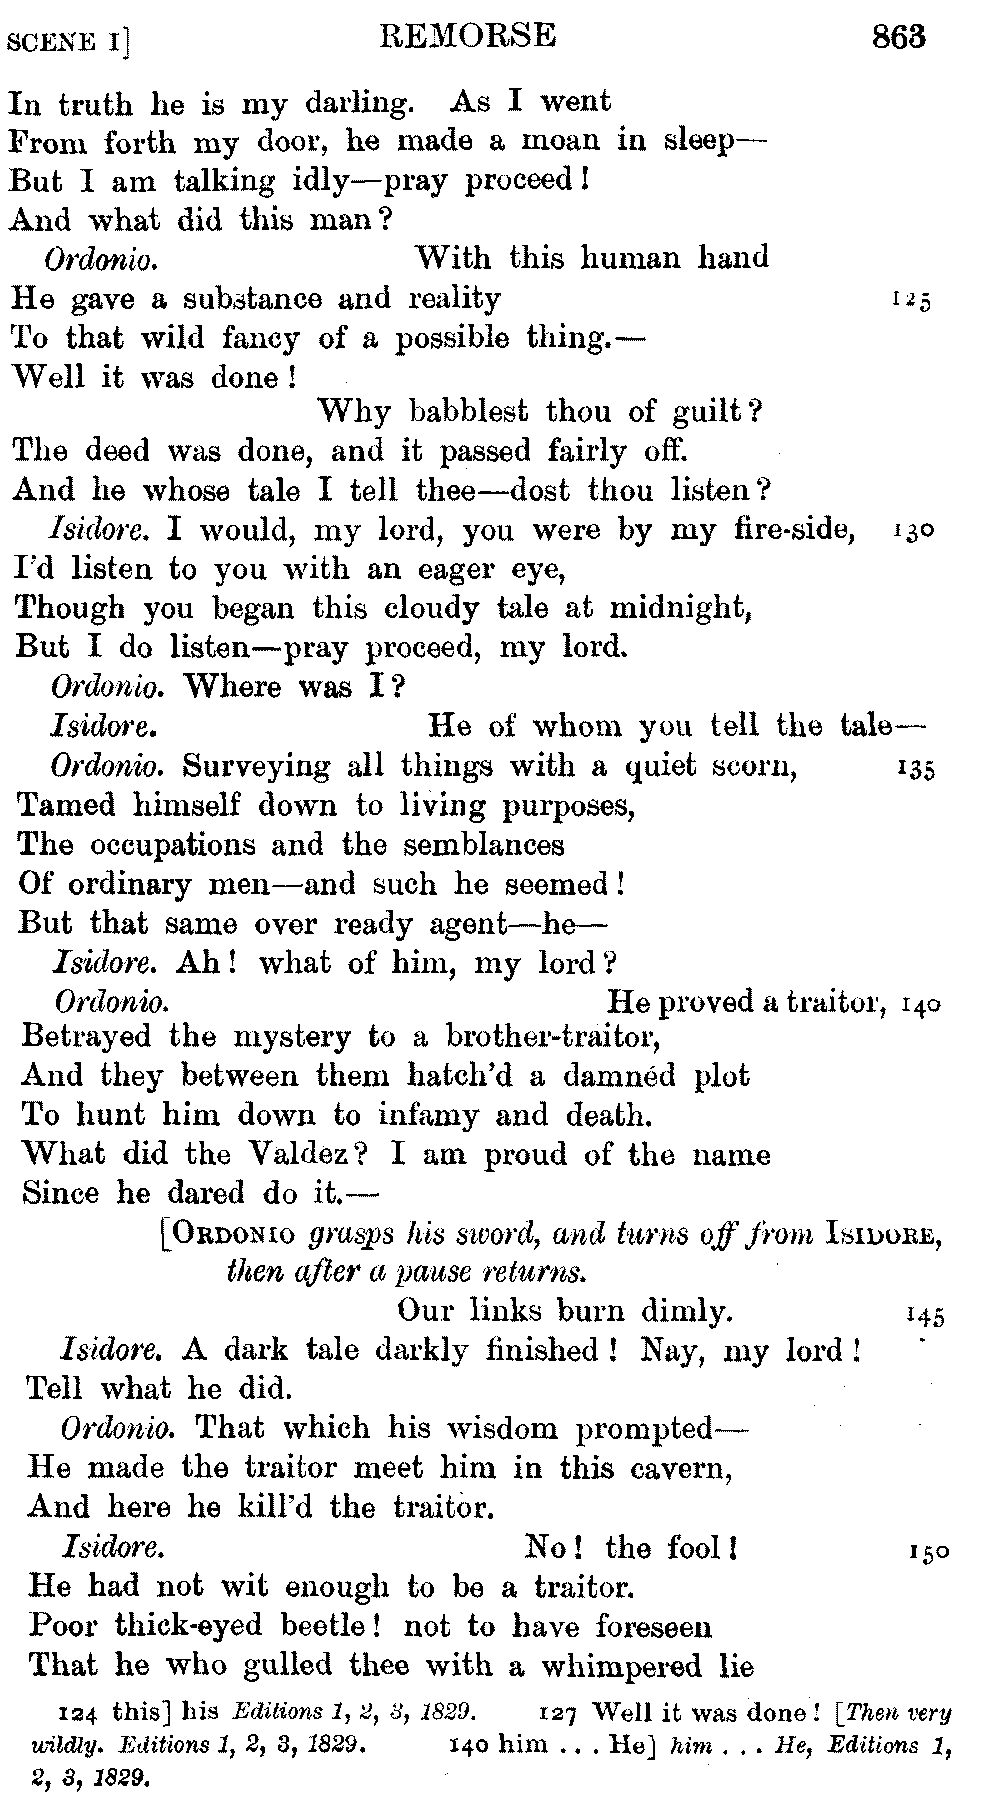 SCENE I] REMORSE 863
In truth he is my darling. As I went
From forth my door, he made a moan in sleep—
But I am talking idly—pray proceed!
And what did this man?
Ordonio. With this human hand
He gave a substance and reality 125
To that wild fancy of a possible thing.—
Well it was done!
Why babblest thou of guilt?
The deed was done, and it passed fairly off.
And he whose tale I tell thee—dost thou listen?
Isidore. I would, my lord, you were by my fire-side, 130
I'd listen to you with an eager eye,
Though you began this cloudy tale at midnight,
But I do listen—pray proceed, my lord.
Ordonio. Where was I?
Isidore. He of whom you tell the tale—
Ordonio. Surveying all things with a quiet scorn, 135
Tamed himself down to living purposes,
The occupations and the semblances
Of ordinary men—and such he seemed!
But that same over ready agent—he—
Isidore. Ah! what of him, my lord?
Ordonio. He proved a traitor, 140
Betrayed the mystery to a brother-traitor,
And they between them hatch'd a damnéd plot
To hunt him down to infamy and death.
What did the Valdez? I am proud of the name
Since he dared do it.—
[ORDONIO grasps his sword, and turns off from ISIDORE,
then after a pause returns.
Our links burn dimly. 145
Isidore. A dark tale darkly finished! Nay, my lord!
Tell what he did.
Ordonio. That which his wisdom prompted—
He made the traitor meet him in this cavern,
And here he kill'd the traitor.
Isidore. No! the fool! 150
He had not wit enough to be a traitor.
Poor thick-eyed beetle! not to have foreseen
That he who gulled thee with a whimpered lie
124 this] his Editions 1, 2, 3, 1829. 127 Well it was done! [Then very
wildly. Editions 1, 2, 3, 1829. 140 him . . . He] him . . . He, Editions 1,
2, 3, 1829.